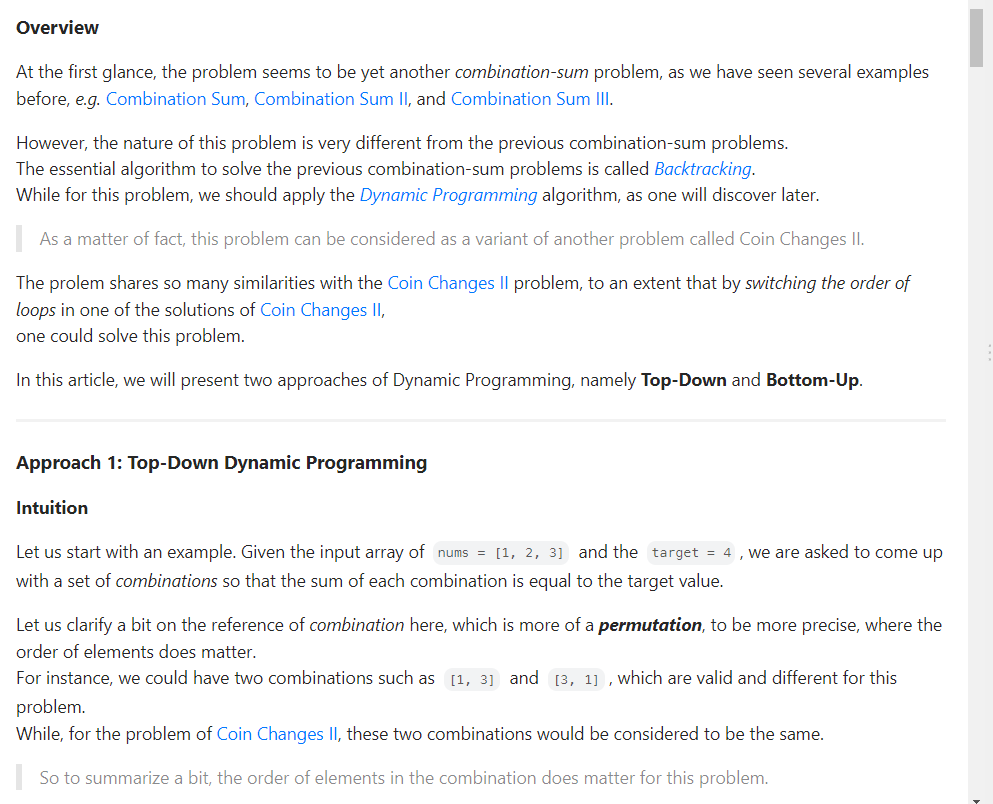 Overview
At the first glance, the problem seems to be yet another combination-sum problem, as we have seen several examples
before, e.g. Combination Sum, Combination Sum II, and Combination Sum III.
However, the nature of this problem is very different from the previous combination-sum problems.
The essential algorithm to solve the previous combination-sum problems is called Backtracking.
While for this problem, we should apply the Dynamic Programming algorithm, as one will discover later.
As a matter of fact, this problem can be considered as a variant of another problem called Coin Changes II.
The prolem shares so many similarities with the Coin Changes II problem, to an extent that by switching the order of
loops in one of the solutions of Coin Changes II,
one could solve this problem.
In this article, we will present two approaches of Dynamic Programming, namely Top-Down and Bottom-Up.
Approach 1: Top-Down Dynamic Programming
Intuition
Let us start with an example. Given the input array of nums = [1, 2, 3] and the target = 4 , we are asked to come up
with a set of combinations so that the sum of each combination is equal to the target value.
Let us clarify a bit on the reference of combination here, which is more of a permutation, to be more precise, where the
order of elements does matter.
For instance, we could have two combinations such as [1, 3] and [3, 1] , which are valid and different for this
problem.
While, for the problem of Coin Changes II, these two combinations would be considered to be the same.
So to summarize a bit, the order of elements in the combination does matter for this problem.